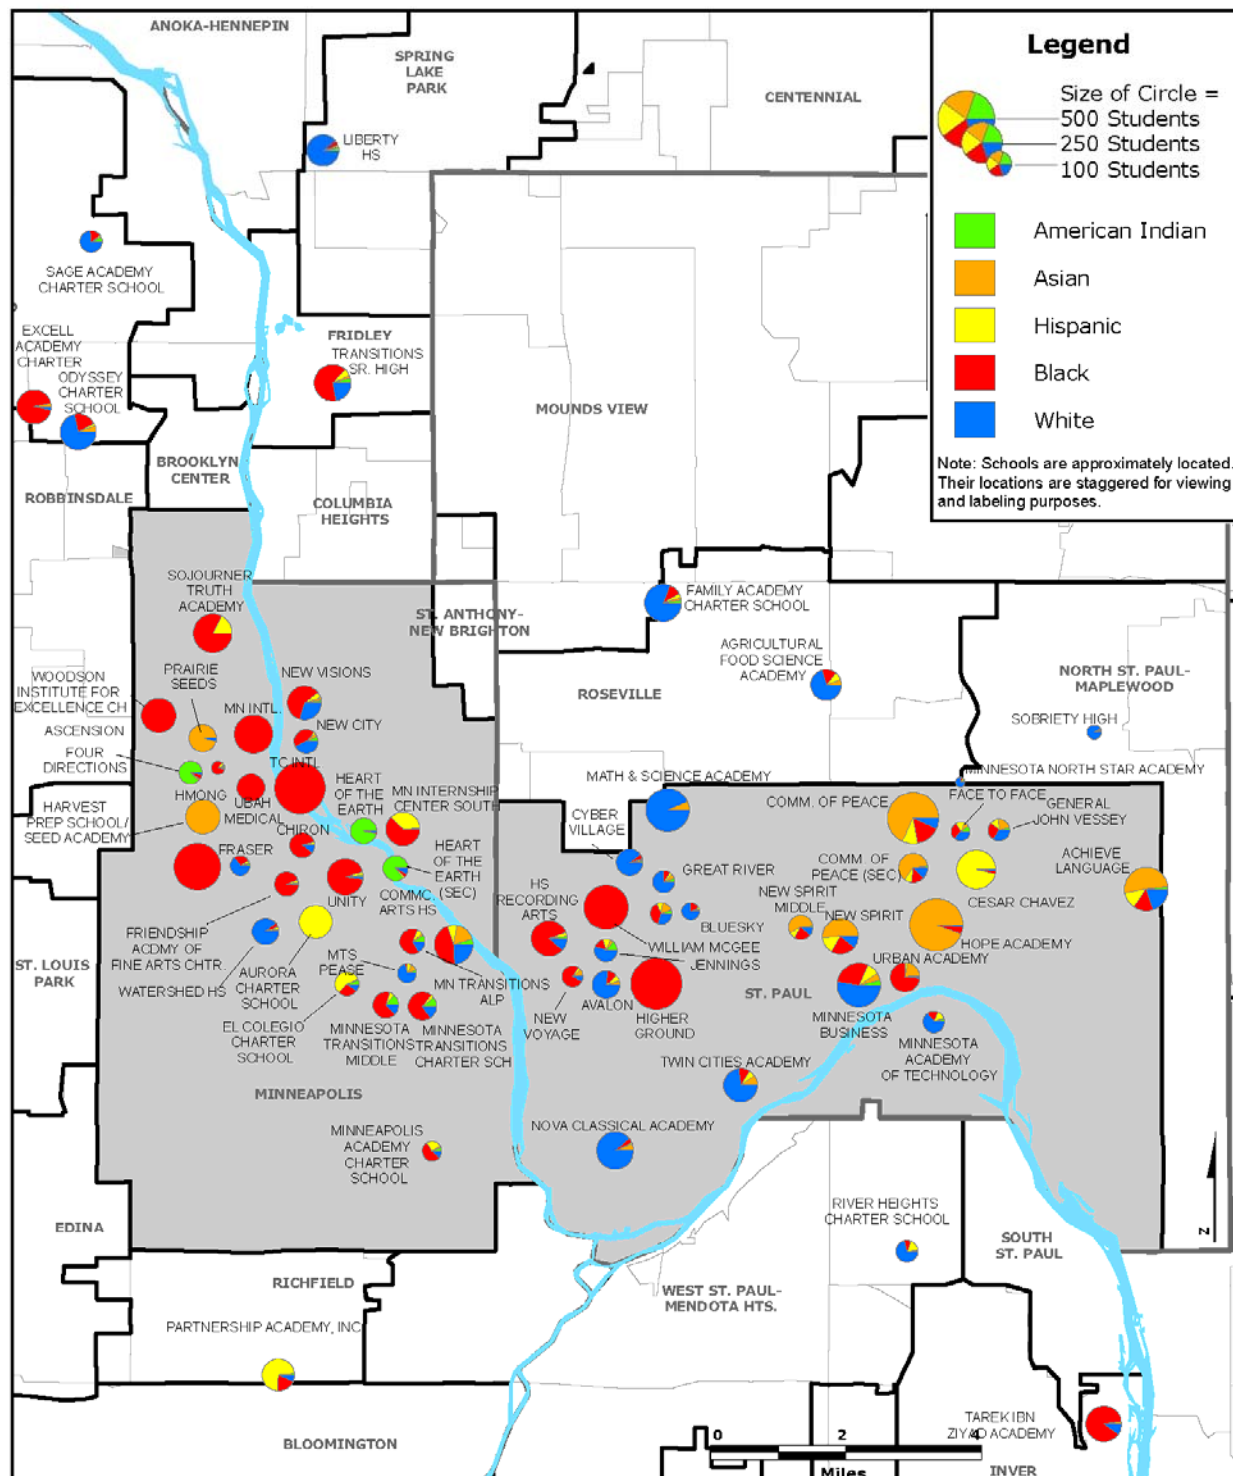 ANOKA-HENNEPIN
SPRING
LAKE
PARK
CENTENNIAL
LIBERTY
HS
SAGE ACADEMY
CHARTER SCHOOL
EXCELL
ACADEMY
CHARTER
ODYSSEY
CHARTER
SCHOOL
FRIDLEY
TRANSITIONS
SR. HIGH
MOUNDS VIEW
BROOKLYN
CENTER
ROBBINSDALE
COLUMBIA
HEIGHTS
Legend
Size of Circle =
500 Students
250 Students
100 Students
American Indian
Asian
Hispanic
Black
White
Note: Schools are approximately located.
Their locations are staggered for viewing
and labeling purposes.
SOJOURNER
TRUTH
ACADEMY
ST. ANTHONY-
NEW BRIGHTON
FAMILY ACADEMY
CHARTER SCHOOL
AGRICULTURAL
FOOD SCIENCE
ACADEMY
ROSEVILLE
NORTH ST. PAUL-
MAPLEWOOD
SOBRIETY HIGH
MINNESOTA NORTH STAR ACADEMY
WOODSON
INSTITUTE FOR
EXCELLENCE CH
PRAIRIE
SEEDS
NEW VISIONS
MN INTL.
NEW CITY
ASCENSION
FOUR
DIRECTIONS
TC INTL
HEART
OF THE
EARTH
MN INTERNSHIP
CENTER SOUTH
HMONG
UBAH
MEDICAL
HARVEST
PREP SCHOOL/
SEED ACADEMY
CHIRON
FRASER
HEART
OF THE
EARTH
(SEC)
UNITY
COMMC.
ARTS HS
FRIENDSHIP
ACDMY OF
FINE ARTS CHTR.
ST. LOUIS
PARK
WATERSHED HS
AURORA
CHARTER
SCHOOL
MTS
PEASE
MN TRANSITIONS
ALP
EL COLEGIO
CHARTER
SCHOOL
MINNESOTA
TRANSITIONS
MIDDLE
MINNESOTA
TRANSITIONS
CHARTER SCH
MINNEAPOLIS
MINNEAPOLIS
ACADEMY
CHARTER
SCHOOL
MATH & SCIENCE ACADEMY
CYBER
VILLAGE
GREAT RIVER
HS
RECORDING
ARTS
BLUESKY
WILLIAM MCGEE
JENNINGS
NEW
VOYAGE
AVALON
HIGHER
GROUND
COMM. OF PEACE
FACE TO FACE
GENERAL
JOHN VESSEY
COMM. OF
PEACE (SEC)
ACHIEVE
LANGUAGE
CESAR CHAVEZ
NEW SPIRIT
MIDDLE
NEW SPIRIT
HOPE ACADEMY
URBAN ACADEMY
ST. PAUL
MINNESOTA
BUSINESS
MINNESOTA
ACADEMY
OF TECHNOLOGY
TWIN CITIES ACADEMY
NOVA CLASSICAL ACADEMY
EDINA
RICHFIELD
PARTNERSHIP ACADEMY, INC
BLOOMINGTON
RIVER HEIGHTS
CHARTER SCHOOL
SOUTH
ST. PAUL
WEST ST. PAUL-
MENDOTA HTS.
TAREK IBN
ZIYAD ACADEMY
INVER
0 2 4
Miles
N